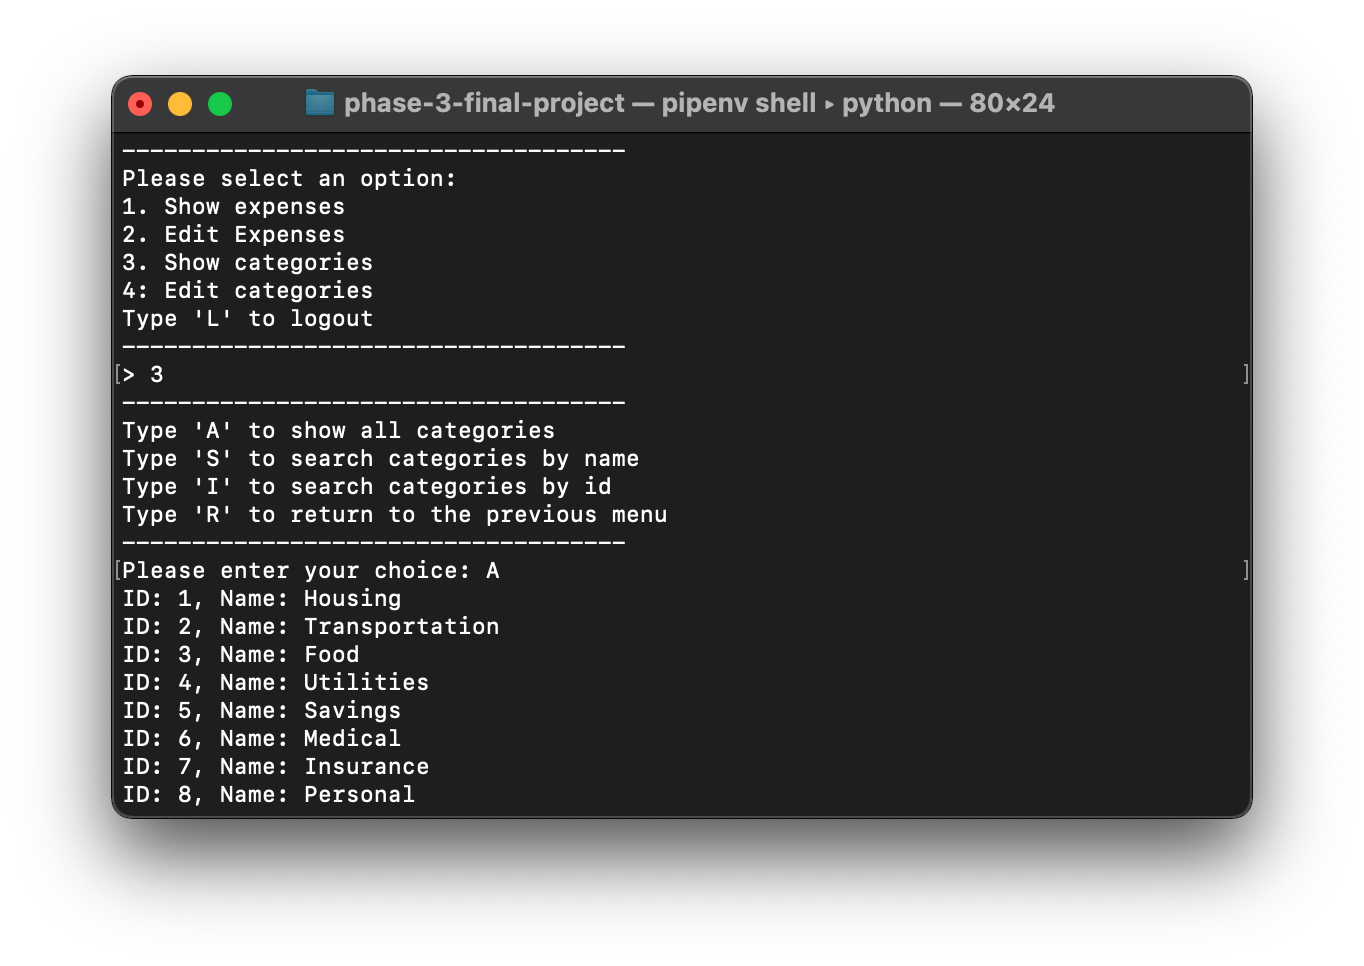 phase-3-final-project — pipenv shell ▸ python — 80×24
------------------------------------
Please select an option:
1. Show expenses
2. Edit Expenses
3. Show categories
4: Edit categories
Type 'L' to logout
------------------------------------
[> 3 ]
------------------------------------
Type 'A' to show all categories
Type 'S' to search categories by name
Type 'I' to search categories by id
Type 'R' to return to the previous menu
------------------------------------
[Please enter your choice: A ]
ID: 1, Name: Housing
ID: 2, Name: Transportation
ID: 3, Name: Food
ID: 4, Name: Utilities
ID: 5, Name: Savings
ID: 6, Name: Medical
ID: 7, Name: Insurance
ID: 8, Name: Personal